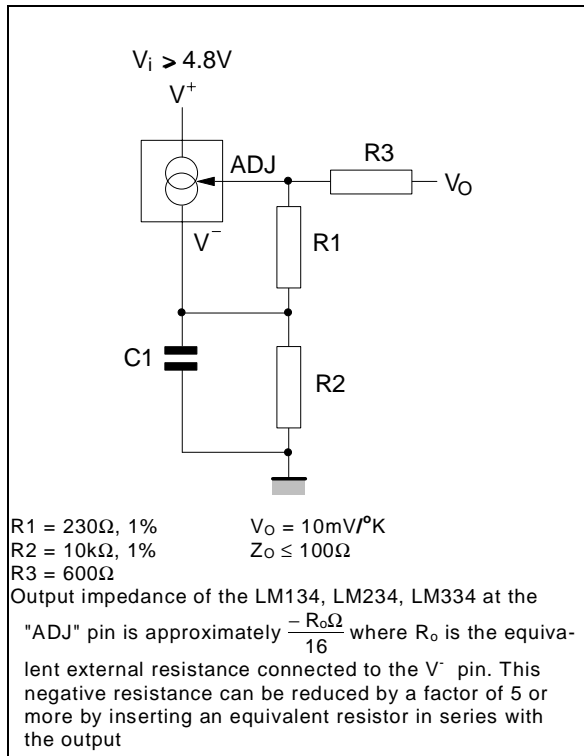 Vi > 4.8V
V+
ADJ
R3
VO
V−
R1
C1
R2
R1 = 230Ω, 1% VO = 10mV/°K
R2 = 10kΩ, 1% ZO ≤ 100Ω
R3 = 600Ω
Output impedance of the LM134, LM234, LM334 at the
"ADJ" pin is approximately − RoΩ/16 where Ro is the equiva-
lent external resistance connected to the V- pin. This
negative resistance can be reduced by a factor of 5 or
more by inserting an equivalent resistor in series with
the output